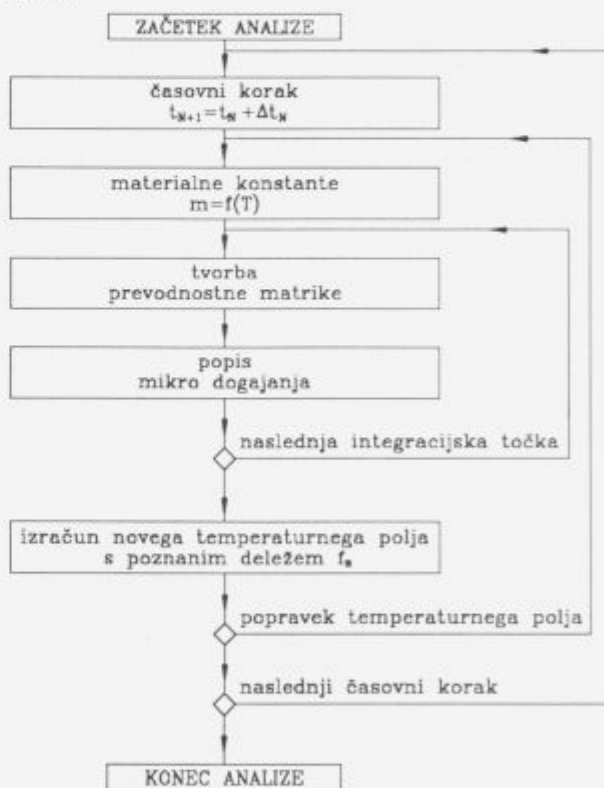 ZAČETEK ANALIZE
časovni korak
t_{N+1}=t_N+Δt_N
materialne konstante
m=f(T)
tvorba
prevodnostne matrike
popis
mikro dogajanja
naslednja integracijska točka
izračun novega temperaturnega polja
s poznanim deležem f_s
popravek temperaturnega polja
naslednji časovni korak
KONEC ANALIZE